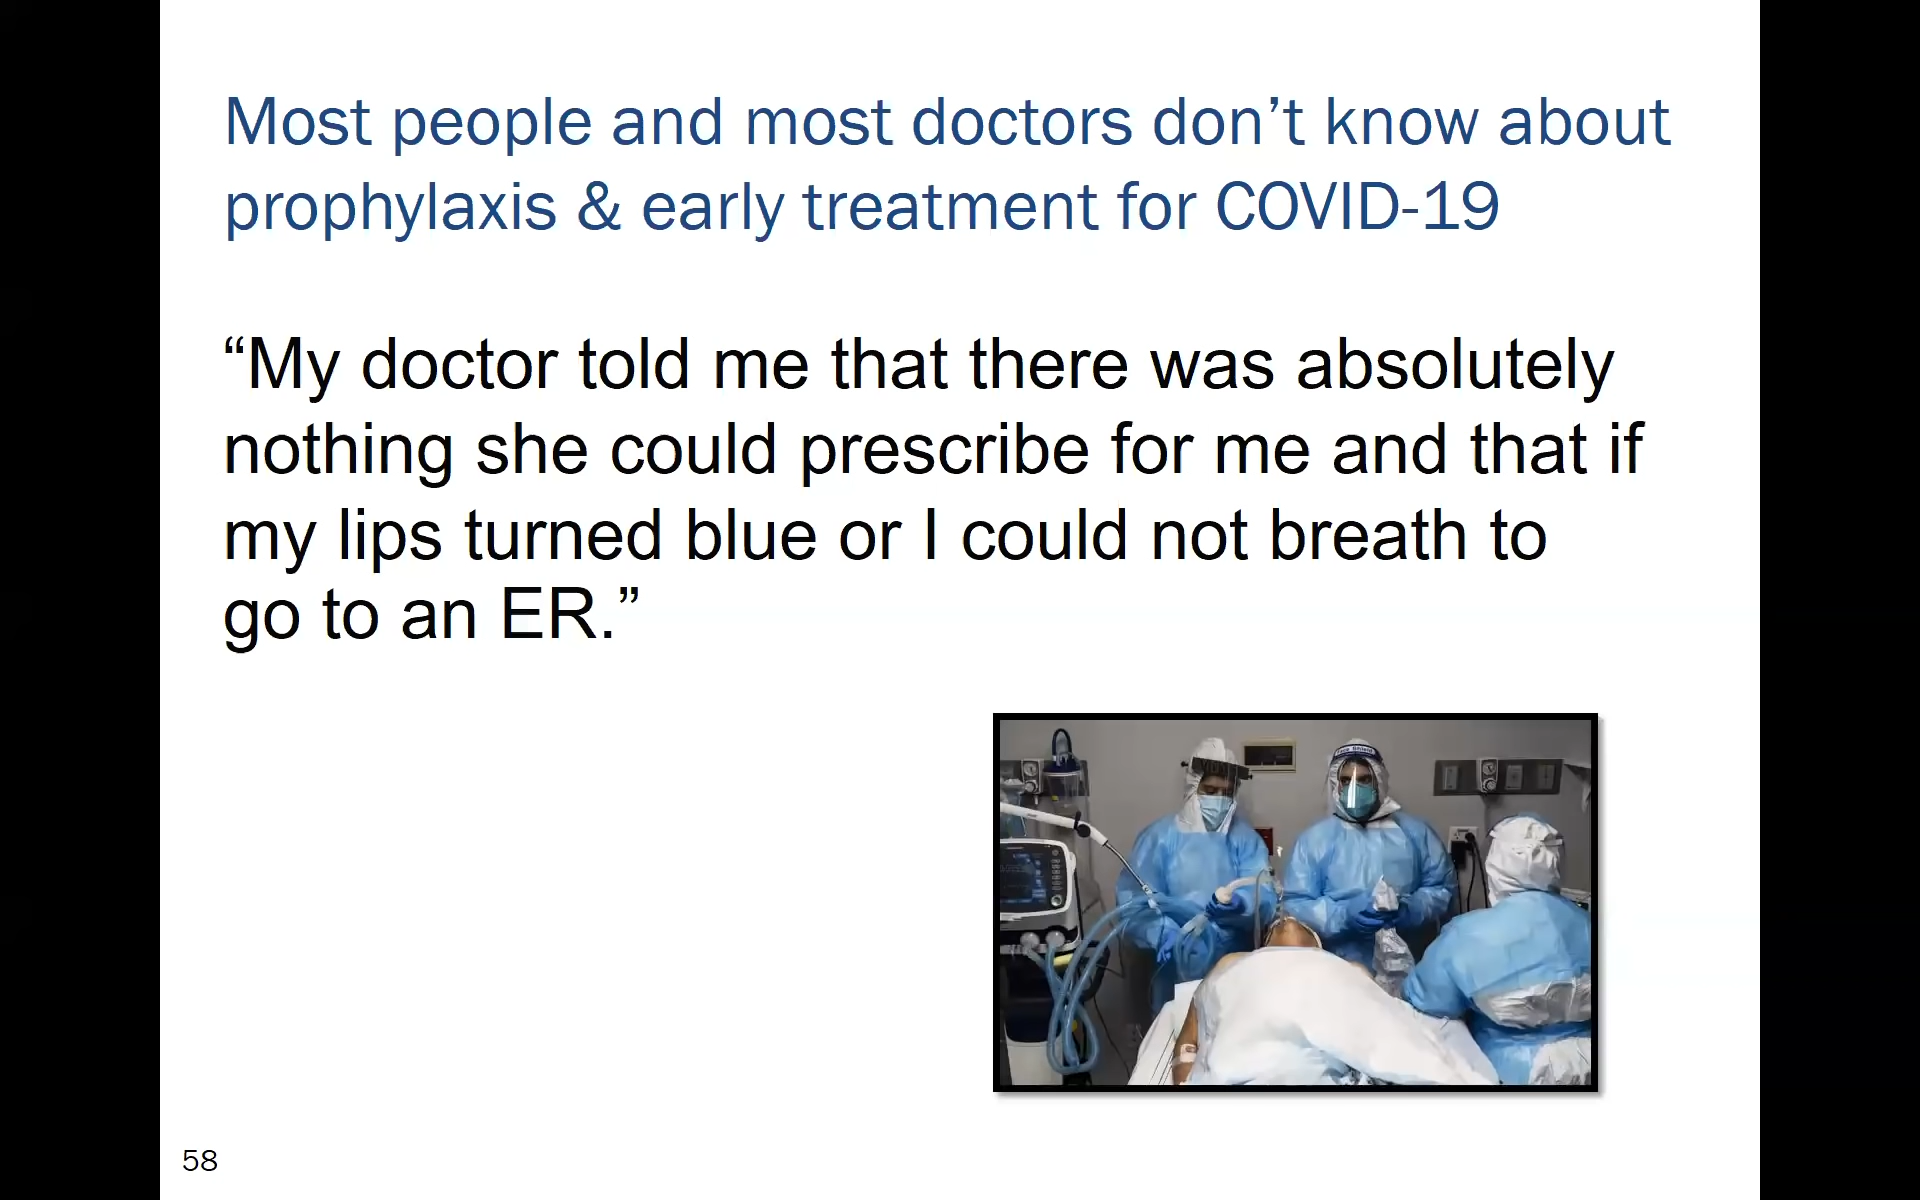 Most people and most doctors don’t know about
prophylaxis & early treatment for COVID-19
“My doctor told me that there was absolutely
nothing she could prescribe for me and that if
my lips turned blue or I could not breath to
go to an ER.”
Face Shield
58